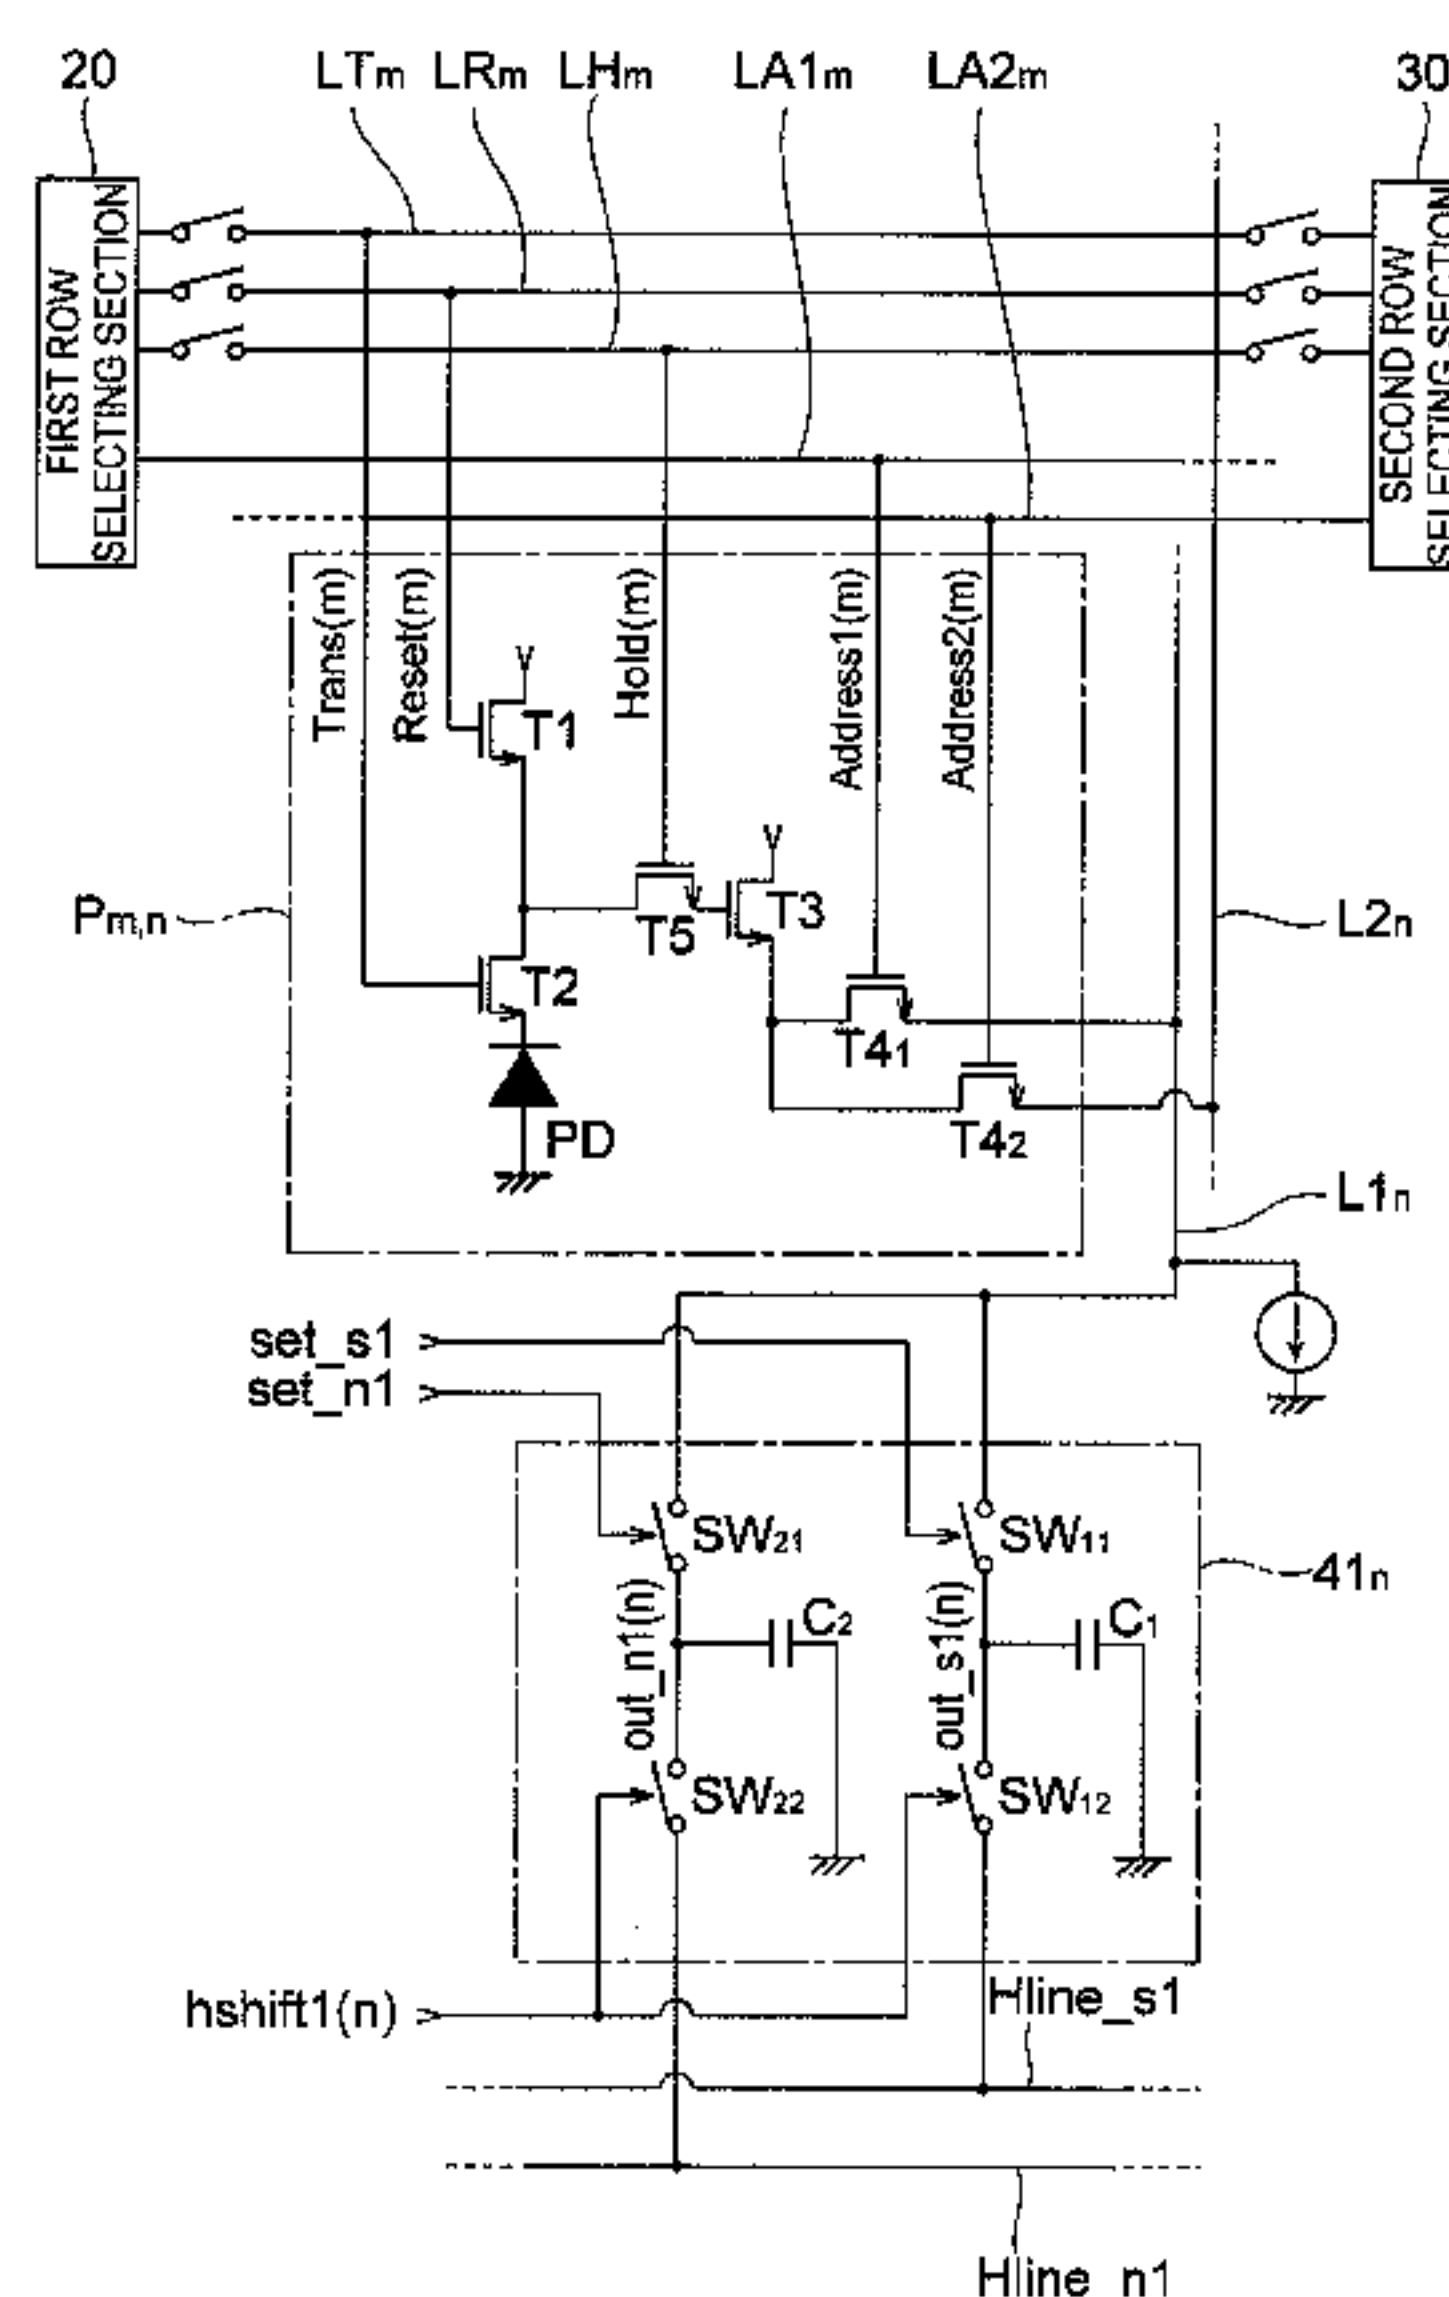 20
LTm
LRm
LHm
LA1m
LA2m
30
FIRST ROW
SELECTING SECTION
SECOND ROW
SELECTING SECTION
Trans(m)
Reset(m)
Hold(m)
Address1(m)
Address2(m)
V
T1
V
T3
T5
Pm,n
L2n
T2
T41
T42
PD
L1n
set_s1
set_n1
SW21
SW11
41n
out_n1(n)
C2
out_s1(n)
C1
SW22
SW12
hshift1(n)
Hline_s1
Hline_n1